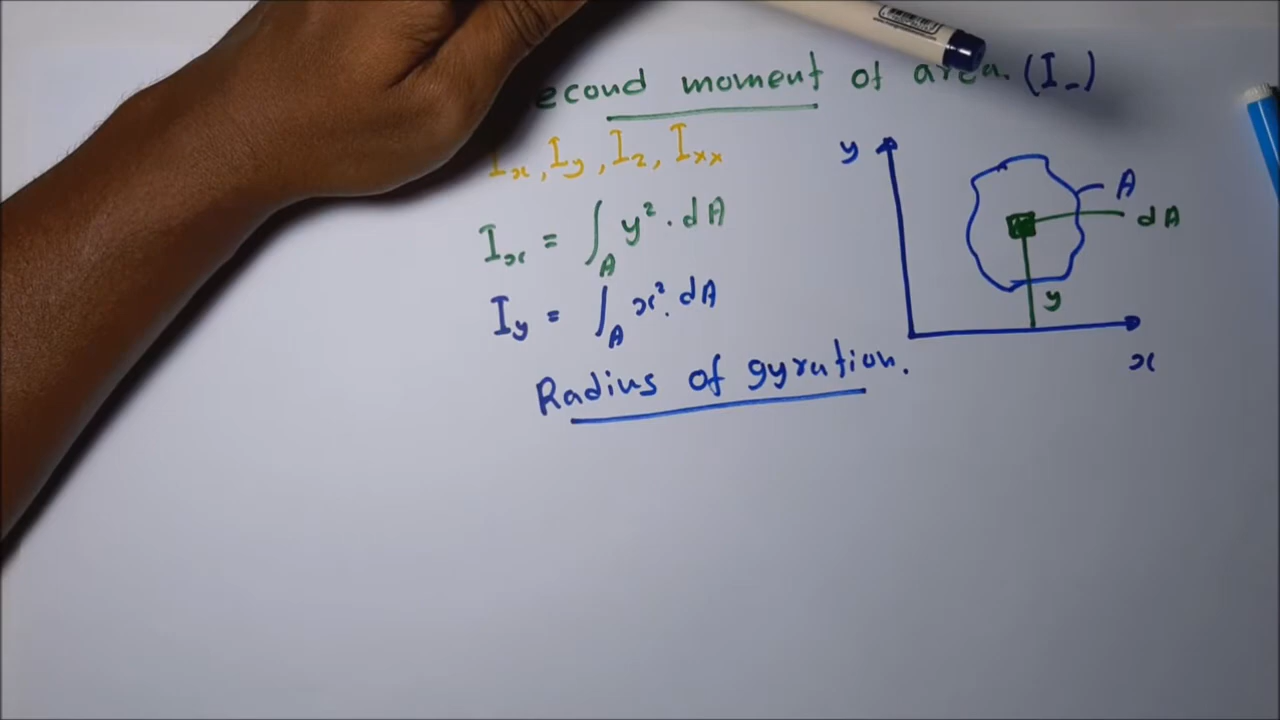 econd moment of area. (I_)
Ix, Iy, Iz, Ixx
Ix = ∫A y². dA
Iy = ∫A x². dA
Radius of gyration.
y
A
dA
y
x